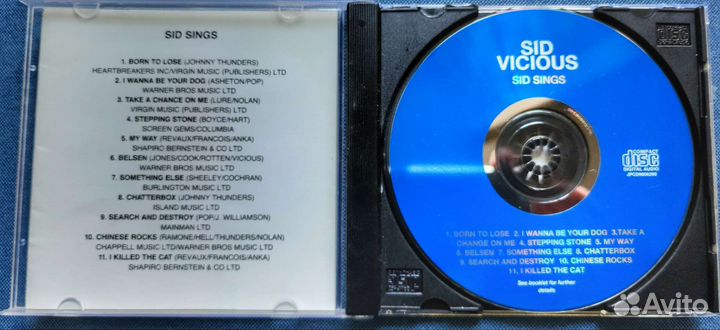 SID SINGS
1. BORN TO LOSE (JOHNNY THUNDERS)
HEARTBREAKERS INC/VIRGIN MUSIC (PUBLISHERS) LTD
2. I WANNA BE YOUR DOG (ASHETON/POP)
WARNER BROS MUSIC LTD
3. TAKE A CHANCE ON ME (LURE/NOLAN)
VIRGIN MUSIC (PUBLISHERS) LTD
4. STEPPING STONE (BOYCE/HART)
SCREEN GEMS/COLUMBIA
5. MY WAY (REVAUX/FRANCOIS/ANKA)
SHAPIRO BERNSTEIN & CO LTD
6. BELSEN (JONES/COOK/ROTTEN/VICIOUS)
WARNER BROS MUSIC LTD
7. SOMETHING ELSE (SHEELEY/COCHRAN)
BURLINGTON MUSIC LTD
8. CHATTERBOX (JOHNNY THUNDERS)
ISLAND MUSIC LTD
9. SEARCH AND DESTROY (POP/J. WILLIAMSON)
MAINMAN LTD
10. CHINESE ROCKS (RAMONE/HELL/THUNDERS/NOLAN)
CHAPPELL MUSIC LTD/WARNER BROS MUSIC LTD
11. I KILLED THE CAT (REVAUX/FRANCOIS/ANKA)
SHAPIRO BERNSTEIN & CO LTD
SID
VICIOUS
SID SINGS
COMPACT
disc
DIGITAL AUDIO
1. BORN TO LOSE 2. I WANNA BE YOUR DOG 3.TAKE A
CHANGE ON ME 4. STEPPING STONE 5. MY WAY
6. BELSEN 7. SOMETHING ELSE 8. CHATTERBOX
9. SEARCH AND DESTROY 10. CHINESE ROCKS
11. I KILLED THE CAT
See booklet for further
details
Avito